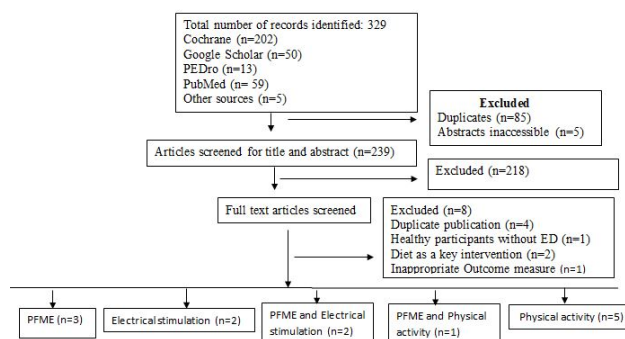 Total number of records identified: 329
Cochrane (n=202)
Google Scholar (n=50)
PEDro (n=13)
PubMed (n= 59)
Other sources (n=5)
Excluded
Duplicates (n=85)
Abstracts inaccessible (n=5)
Articles screened for title and abstract (n=239)
Excluded (n=218)
Full text articles screened
Excluded (n=8)
Duplicate publication (n=4)
Healthy participants without ED (n=1)
Diet as a key intervention (n=2)
Inappropriate Outcome measure (n=1)
PFME (n=3)
Electrical stimulation (n=2)
PFME and Electrical
stimulation (n=2)
PFME and Physical
activity (n=1)
Physical activity (n=5)